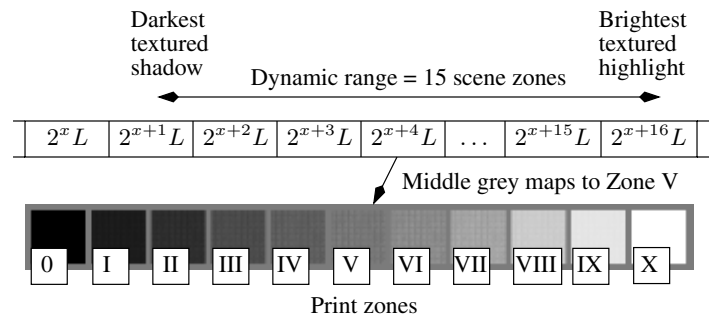 Darkest
textured
shadow
Brightest
textured
highlight
Dynamic range = 15 scene zones
2^x L 2^{x+1} L 2^{x+2} L 2^{x+3} L 2^{x+4} L ... 2^{x+15} L 2^{x+16} L
Middle grey maps to Zone V
0 I II III IV V VI VII VIII IX X
Print zones